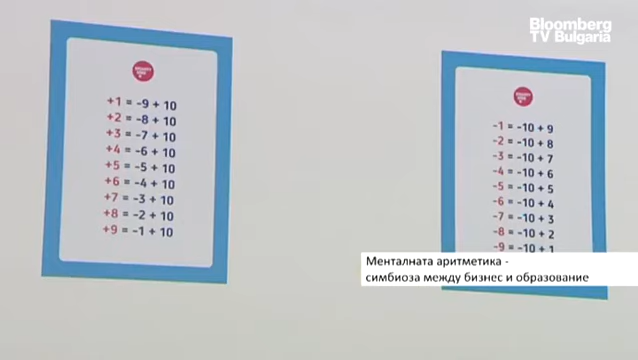 Bloomberg
TV Bulgaria
+1 = -9 + 10
+2 = -8 + 10
+3 = -7 + 10
+4 = -6 + 10
+5 = -5 + 10
+6 = -4 + 10
+7 = -3 + 10
+8 = -2 + 10
+9 = -1 + 10
-1 = -10 + 9
-2 = -10 + 8
-3 = -10 + 7
-4 = -10 + 6
-5 = -10 + 5
-6 = -10 + 4
-7 = -10 + 3
-8 = -10 + 2
-9 = -10 + 1
Менталната аритметика -
симбиоза между бизнес и образование